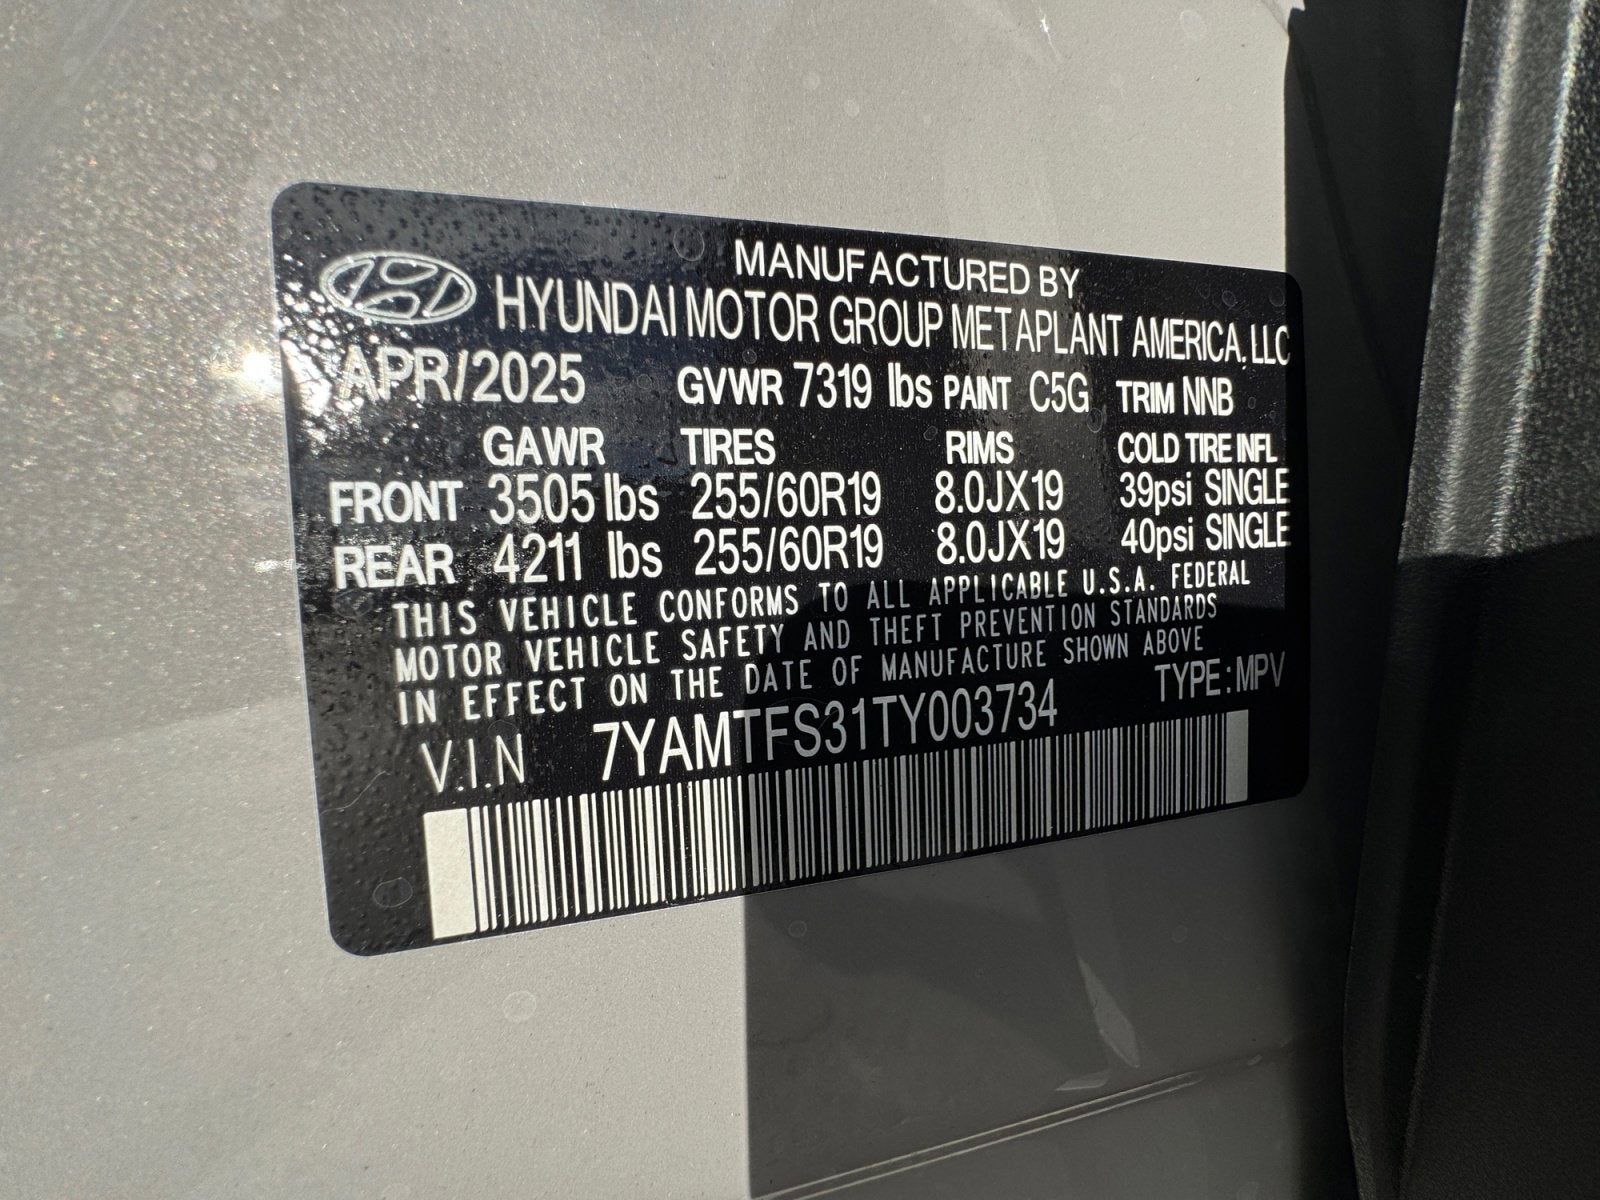 MANUFACTURED BY
HYUNDAI MOTOR GROUP METAPLANT AMERICA, LLC
APR/2025 GVWR 7319 lbs PAINT C5G TRIM NNB
GAWR TIRES RIMS COLD TIRE INFL
FRONT 3505 lbs 255/60R19 8.0JX19 39psi SINGLE
REAR 4211 lbs 255/60R19 8.0JX19 40psi SINGLE
THIS VEHICLE CONFORMS TO ALL APPLICABLE U.S.A. FEDERAL
MOTOR VEHICLE SAFETY AND THEFT PREVENTION STANDARDS
IN EFFECT ON THE DATE OF MANUFACTURE SHOWN ABOVE
V.I.N 7YAMTFS31TY003734 TYPE: MPV